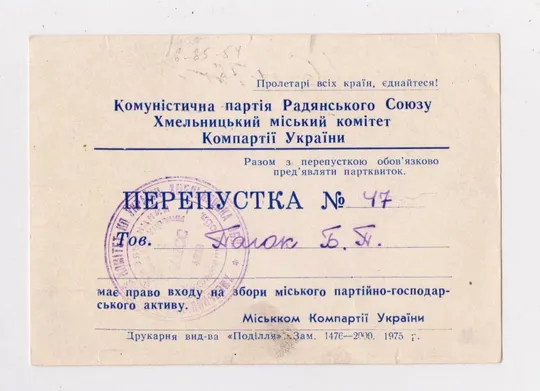 Пролетарі всіх країн, єднайтеся!
Комуністична партія Радянського Союзу
Хмельницький міський комітет
Компартії України
Разом з перепусткою обов'язково
пред'являти партквиток.
ПЕРЕПУСТКА № 47
Тов. Палок Б. П.
має право входу на збори міського партійно-господар-
ського активу.
Міськком Компартії України
Друкарня вид-ва «Поділля» Зам. 1476—2000. 1975 г.